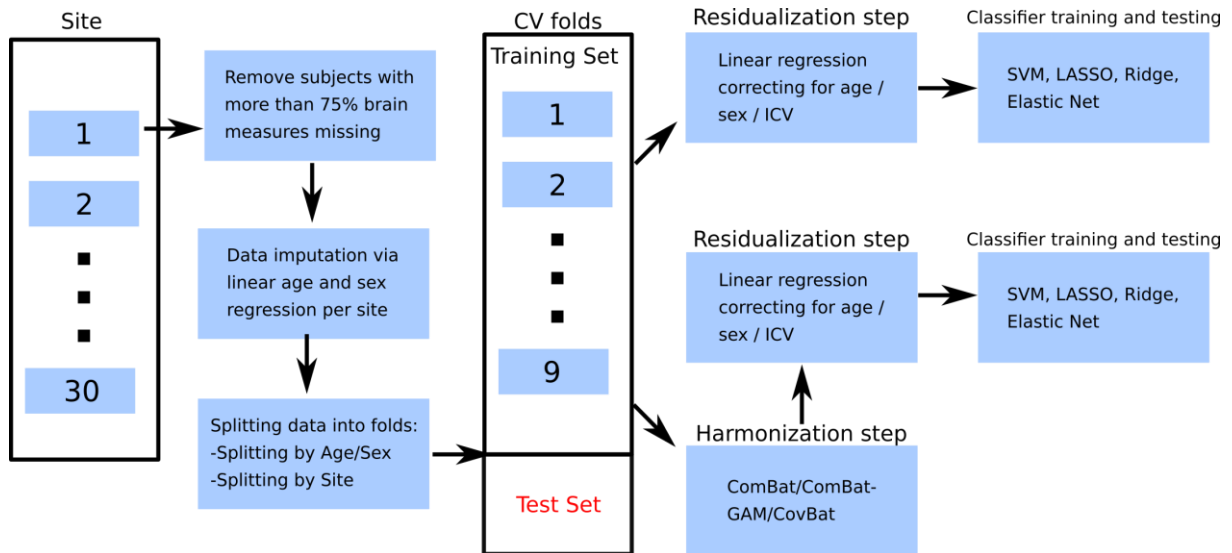 Site
1
2
30
Remove subjects with
more than 75% brain
measures missing
Data imputation via
linear age and sex
regression per site
Splitting data into folds:
-Splitting by Age/Sex
-Splitting by Site
CV folds
Training Set
1
2
9
Test Set
Residualization step
Linear regression
correcting for age /
sex / ICV
Classifier training and testing
SVM, LASSO, Ridge,
Elastic Net
Residualization step
Linear regression
correcting for age /
sex / ICV
Classifier training and testing
SVM, LASSO, Ridge,
Elastic Net
Harmonization step
ComBat/ComBat-
GAM/CovBat